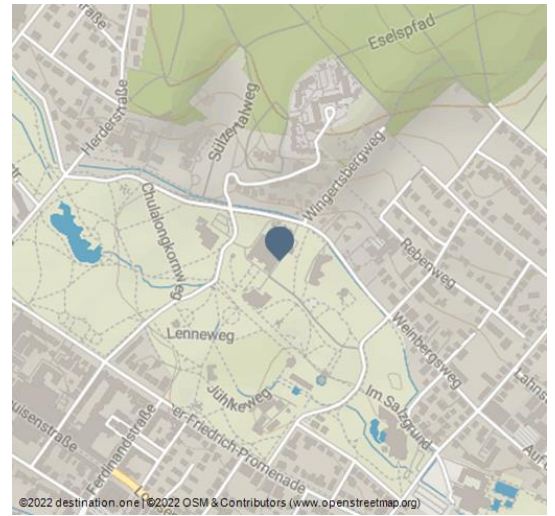 Eselspfad
Herderstraße
Sülzertalweg
Wingertsbergweg
Chulalongkornweg
Rebenweg
Lenneweg
Weinbergsweg
Jühlkeweg
Im Salzgrund
er-Friedrich-Promenade
uisenstraße
Ferdinandstraße
©2022 destination.one | ©2022 OSM & Contributors (www.openstreetmap.org)